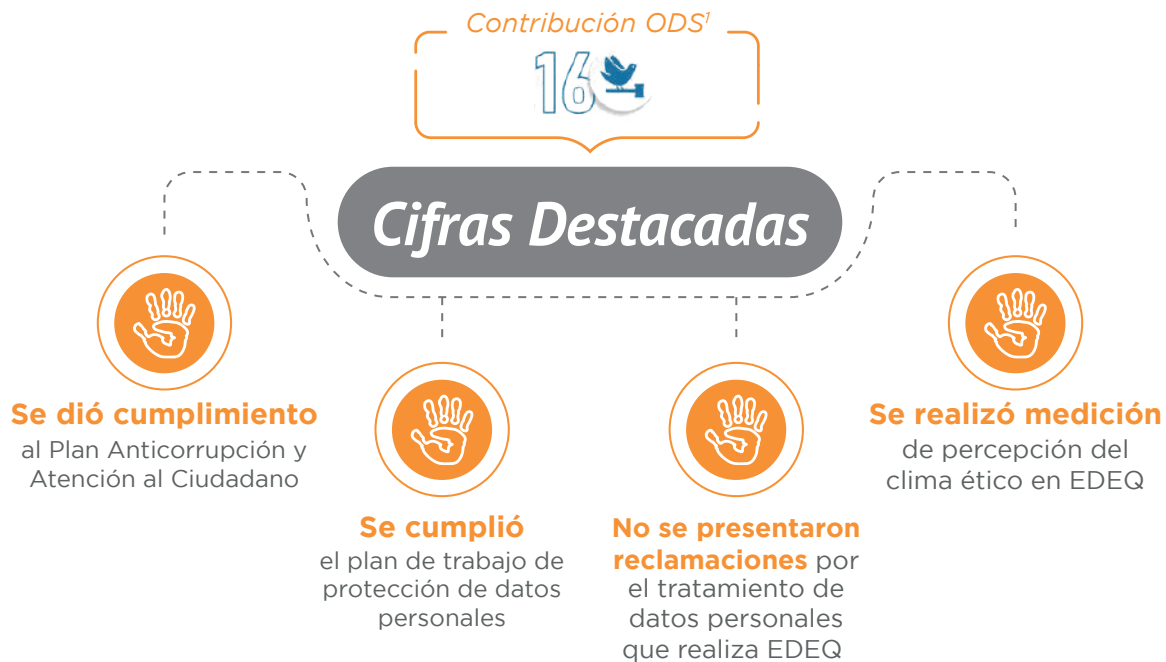 Contribución ODS¹
16
Cifras Destacadas
Se dió cumplimiento
al Plan Anticorrupción y
Atención al Ciudadano
Se cumplió
el plan de trabajo de
protección de datos
personales
No se presentaron
reclamaciones por
el tratamiento de
datos personales
que realiza EDEQ
Se realizó medición
de percepción del
clima ético en EDEQ